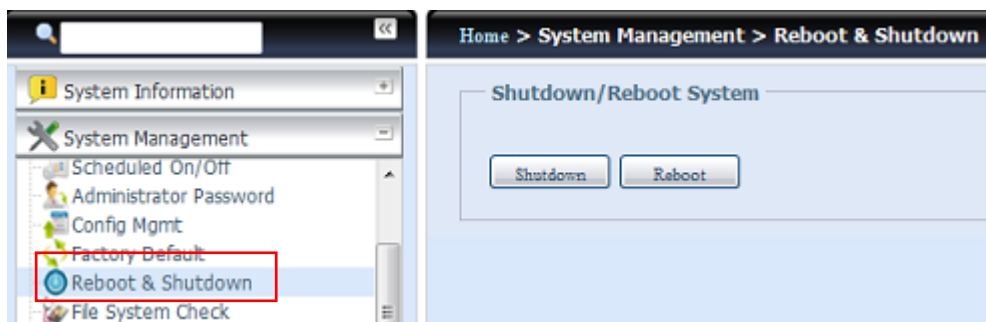 Home > System Management > Reboot & Shutdown
System Information
System Management
Scheduled On/Off
Administrator Password
Config Mgmt
Factory Default
Reboot & Shutdown
File System Check
Shutdown/Reboot System
Shutdown
Reboot